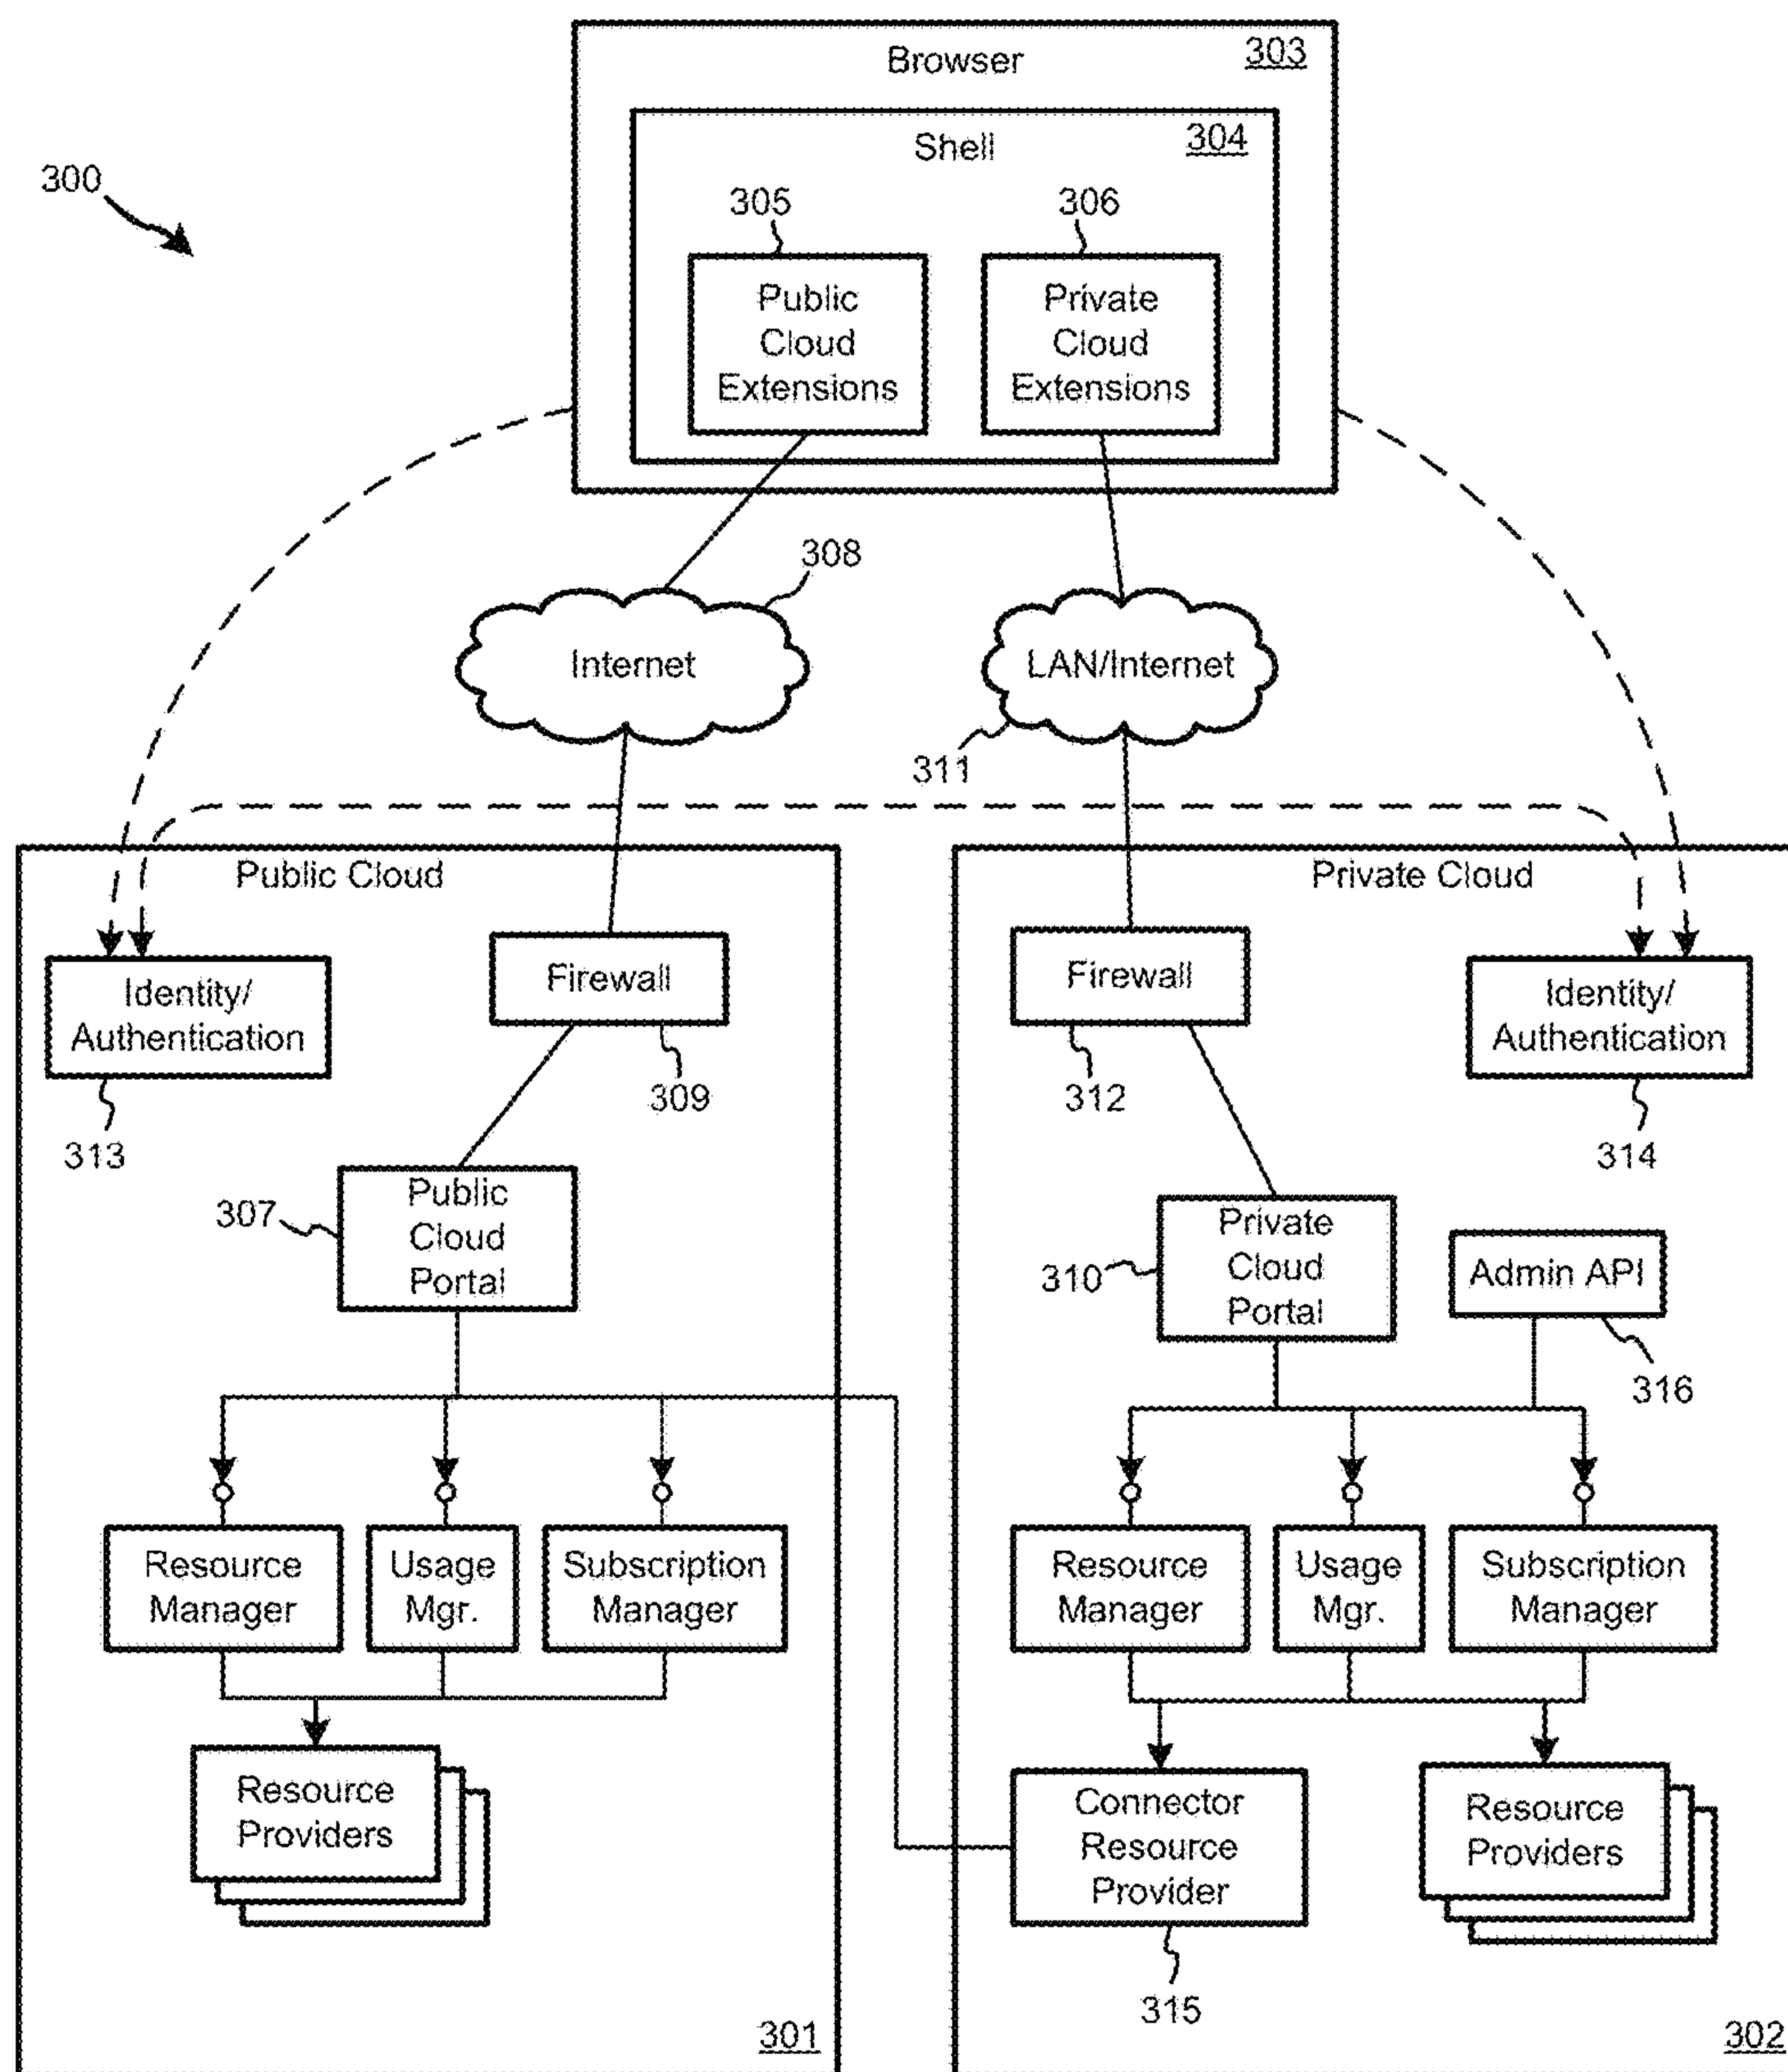 Browser
303
Shell
304
300
305
306
Public
Cloud
Extensions
Private
Cloud
Extensions
308
Internet
LAN/Internet
311
Public Cloud
Private Cloud
Identity/
Authentication
313
Firewall
309
Firewall
312
Identity/
Authentication
314
307
Public
Cloud
Portal
310
Private
Cloud
Portal
Admin API
316
Resource
Manager
Usage
Mgr.
Subscription
Manager
Resource
Manager
Usage
Mgr.
Subscription
Manager
Resource
Providers
Connector
Resource
Provider
315
Resource
Providers
301
302